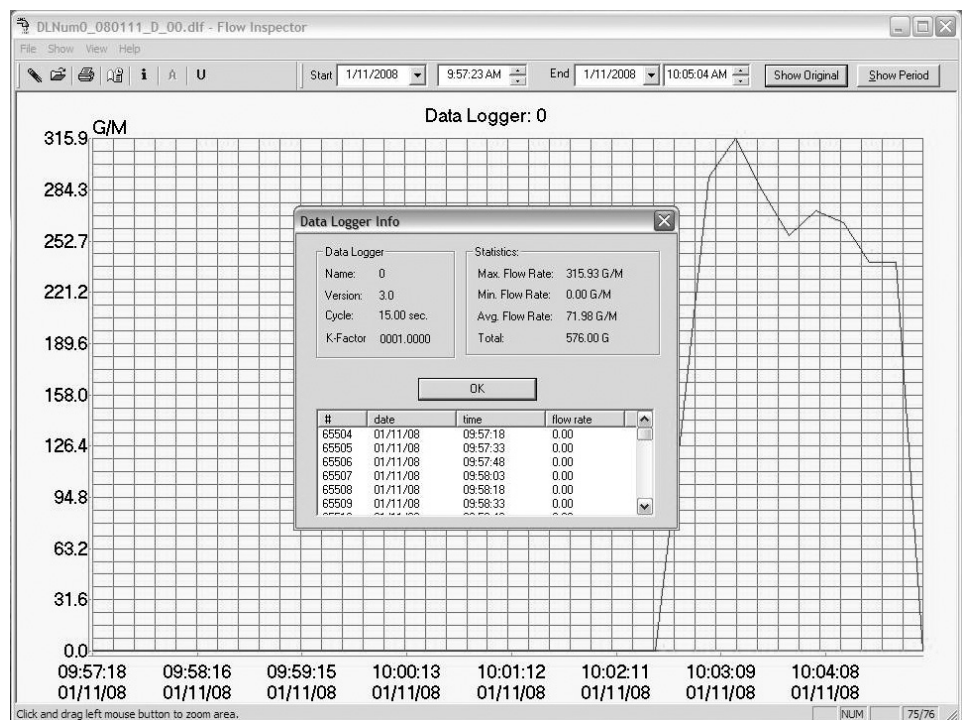 DLNum0_080111_D_00.dlf - Flow Inspector
File Show View Help
i A U Start 1/11/2008 9:57:23 AM End 1/11/2008 10:05:04 AM Show Original Show Period
Data Logger: 0
G/M
315.9
284.3
252.7
221.2
189.6
158.0
126.4
94.8
63.2
31.6
0.0
Data Logger Info
Data Logger
Name: 0
Version: 3.0
Cycle: 15.00 sec.
K-Factor 0001.0000
Statistics:
Max. Flow Rate: 315.93 G/M
Min. Flow Rate: 0.00 G/M
Avg. Flow Rate: 71.98 G/M
Total: 576.00 G
OK
# date time flow rate
65504 01/11/08 09:57:18 0.00
65505 01/11/08 09:57:33 0.00
65506 01/11/08 09:57:48 0.00
65507 01/11/08 09:58:03 0.00
65508 01/11/08 09:58:18 0.00
65509 01/11/08 09:58:33 0.00
09:57:18 09:58:16 09:59:15 10:00:13 10:01:12 10:02:11 10:03:09 10:04:08
01/11/08 01/11/08 01/11/08 01/11/08 01/11/08 01/11/08 01/11/08 01/11/08
Click and drag left mouse button to zoom area. NUM 75/76